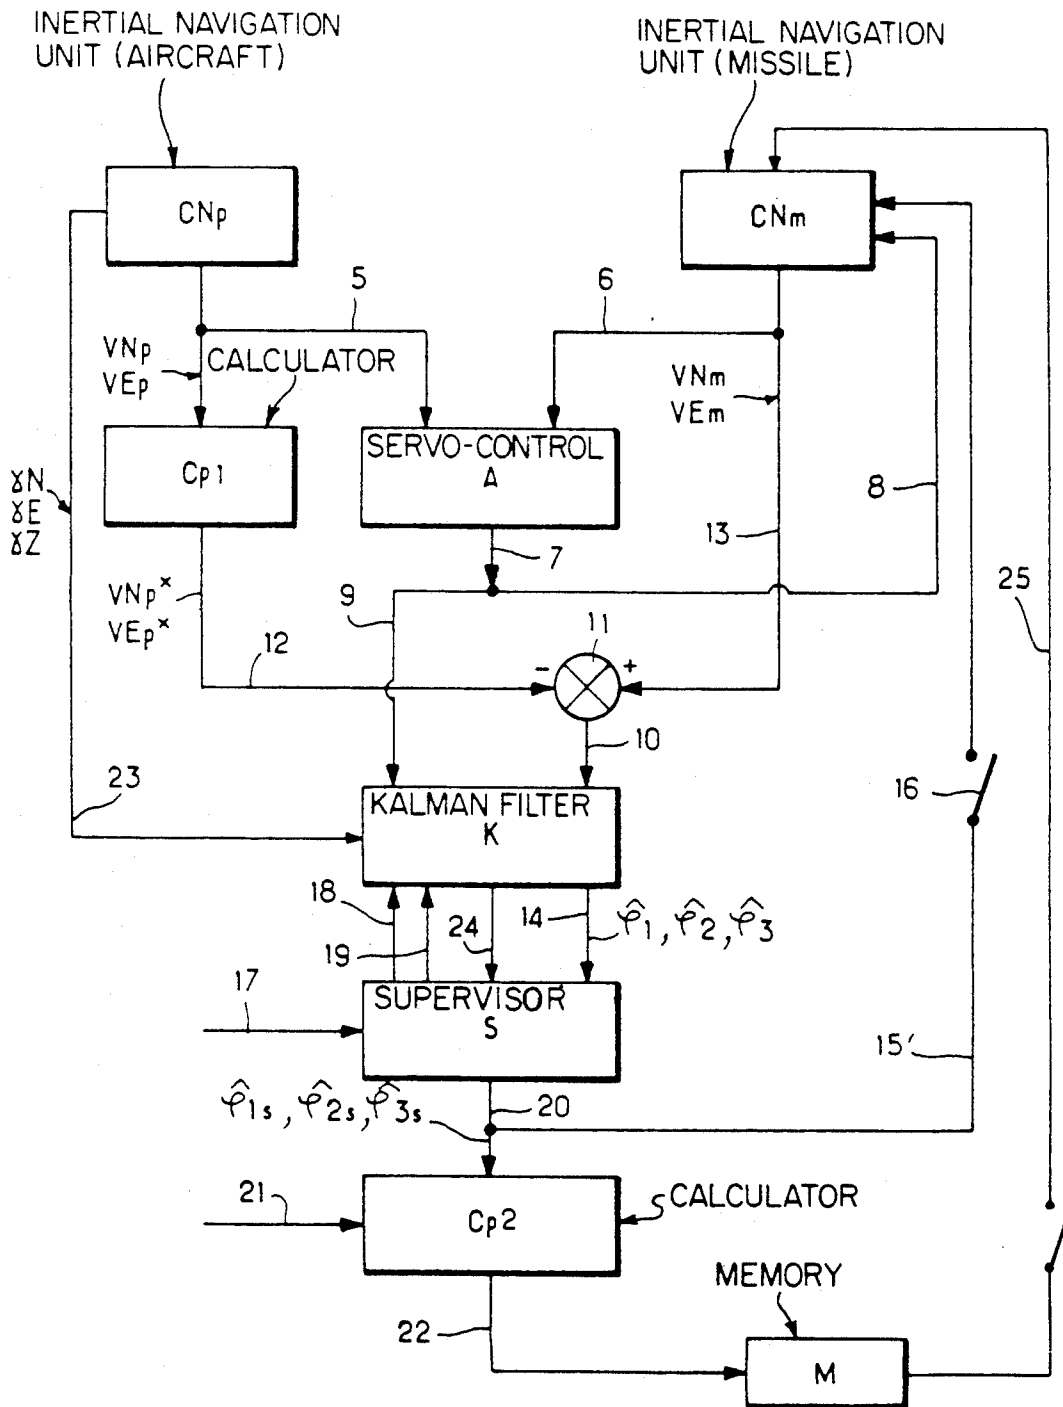 INERTIAL NAVIGATION
UNIT (AIRCRAFT)
INERTIAL NAVIGATION
UNIT (MISSILE)
CNp
CNm
5
6
VNp
VEp
CALCULATOR
VNm
VEm
Cp1
SERVO-CONTROL
A
8
γN
γE
γZ
13
7
VNp*
VEp*
9
25
12
11
-
+
10
23
16
KALMAN FILTER
K
18
19
24
14
φ̂1, φ̂2, φ̂3
17
SUPERVISOR
S
15'
φ̂1s, φ̂2s, φ̂3s
20
21
Cp2
CALCULATOR
22
MEMORY
M